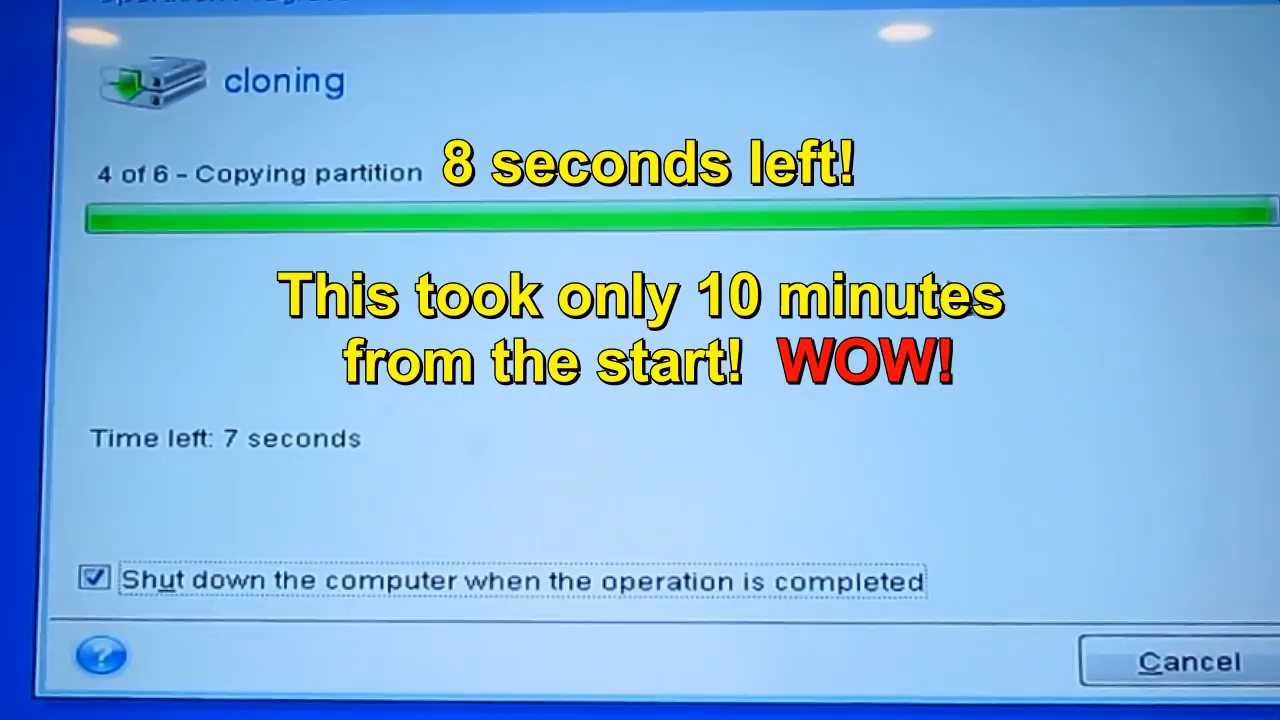 cloning
4 of 6 - Copying partition
8 seconds left!
This took only 10 minutes
from the start! WOW!
Time left: 7 seconds
Shut down the computer when the operation is completed
?
Cancel